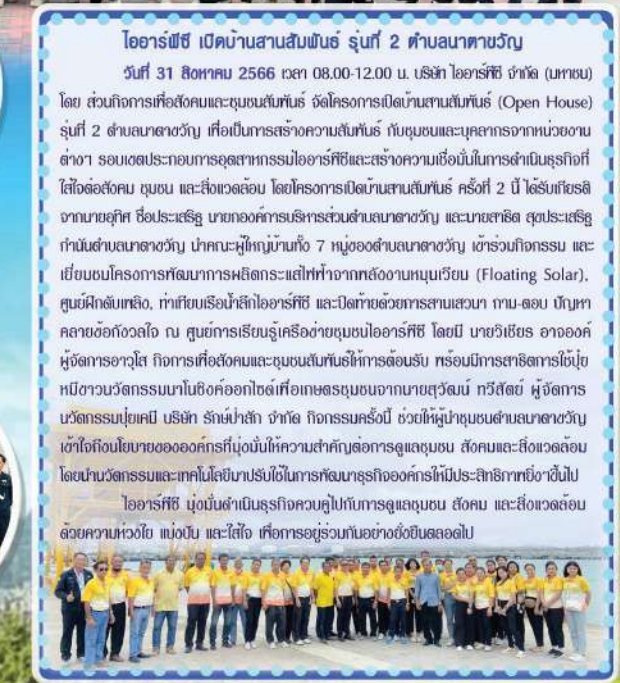 ไออาร์พีซี เปิดบ้านสานสัมพันธ์ รุ่นที่ 2 ตำบลนาตาขวัญ
วันที่ 31 สิงหาคม 2566 เวลา 08.00-12.00 น. บริษัท ไออาร์พีซี จำกัด (มหาชน)
โดย ส่วนกิจการเพื่อสังคมและชุมชนสัมพันธ์ จัดโครงการเปิดบ้านสานสัมพันธ์ (Open House)
รุ่นที่ 2 ตำบลนาตาขวัญ เพื่อเป็นการสร้างความสัมพันธ์ กับชุมชนและบุคลากรจากหน่วยงาน
ต่างๆ รอบเขตประกอบการอุตสาหกรรมไออาร์พีซีและสร้างความเชื่อมั่นในการดำเนินธุรกิจที่
ใส่ใจต่อสังคม ชุมชน และสิ่งแวดล้อม โดยโครงการเปิดบ้านสานสัมพันธ์ ครั้งที่ 2 นี้ ได้รับเกียรติ
จากนายอุทิศ ชื่อประเสริฐ นายกองค์การบริหารส่วนตำบลนาตาขวัญ และนายสาธิต สุขประเสริฐ
กำนันตำบลนาตาขวัญ นำคณะผู้ใหญ่บ้านทั้ง 7 หมู่ของตำบลนาตาขวัญ เข้าร่วมกิจกรรม และ
เยี่ยมชมโครงการพัฒนาการผลิตกระแสไฟฟ้าจากพลังงานหมุนเวียน (Floating Solar),
ศูนย์ฝึกดับเพลิง, ท่าเทียบเรือน้ำลึกไออาร์พีซี และปิดท้ายด้วยการสานเสวนา ถาม-ตอบ ปัญหา
คลายข้อกังวลใจ ณ ศูนย์การเรียนรู้เครือข่ายชุมชนไออาร์พีซี โดยมี นายวิเชียร อาจองค์
ผู้จัดการอาวุโส กิจการเพื่อสังคมและชุมชนสัมพันธ์ให้การต้อนรับ พร้อมมีการสาธิตการใช้ปุ๋ย
หมีขาวนวัตกรรมนาโนซิงค์ออกไซด์เพื่อเกษตรชุมชนจากนายสุวัฒน์ ทวีสัตย์ ผู้จัดการ
นวัตกรรมปุ๋ยเคมี บริษัท รักษ์ป่าสัก จำกัด กิจกรรมครั้งนี้ ช่วยให้ผู้นำชุมชนตำบลนาตาขวัญ
เข้าใจถึงนโยบายขององค์กรที่มุ่งมั่นให้ความสำคัญต่อการดูแลชุมชน สังคมและสิ่งแวดล้อม
โดยนำนวัตกรรมและเทคโนโลยีมาปรับใช้ในการพัฒนาธุรกิจองค์กรให้มีประสิทธิภาพยิ่งๆขึ้นไป
ไออาร์พีซี มุ่งมั่นดำเนินธุรกิจควบคู่ไปกับการดูแลชุมชน สังคม และสิ่งแวดล้อม
ด้วยความห่วงใย แบ่งปัน และใส่ใจ เพื่อการอยู่ร่วมกันอย่างยั่งยืนตลอดไป